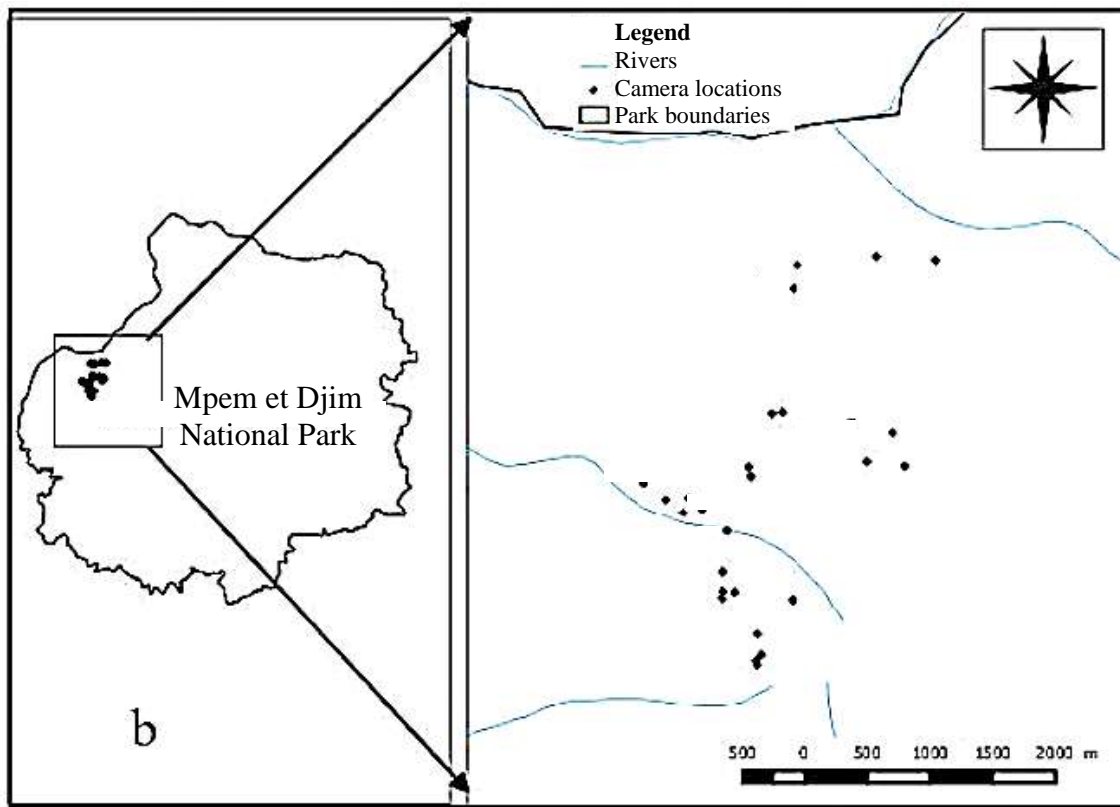 Legend
Rivers
Camera locations
Park boundaries
Mpem et Djim
National Park
b
500 0 500 1000 1500 2000 m